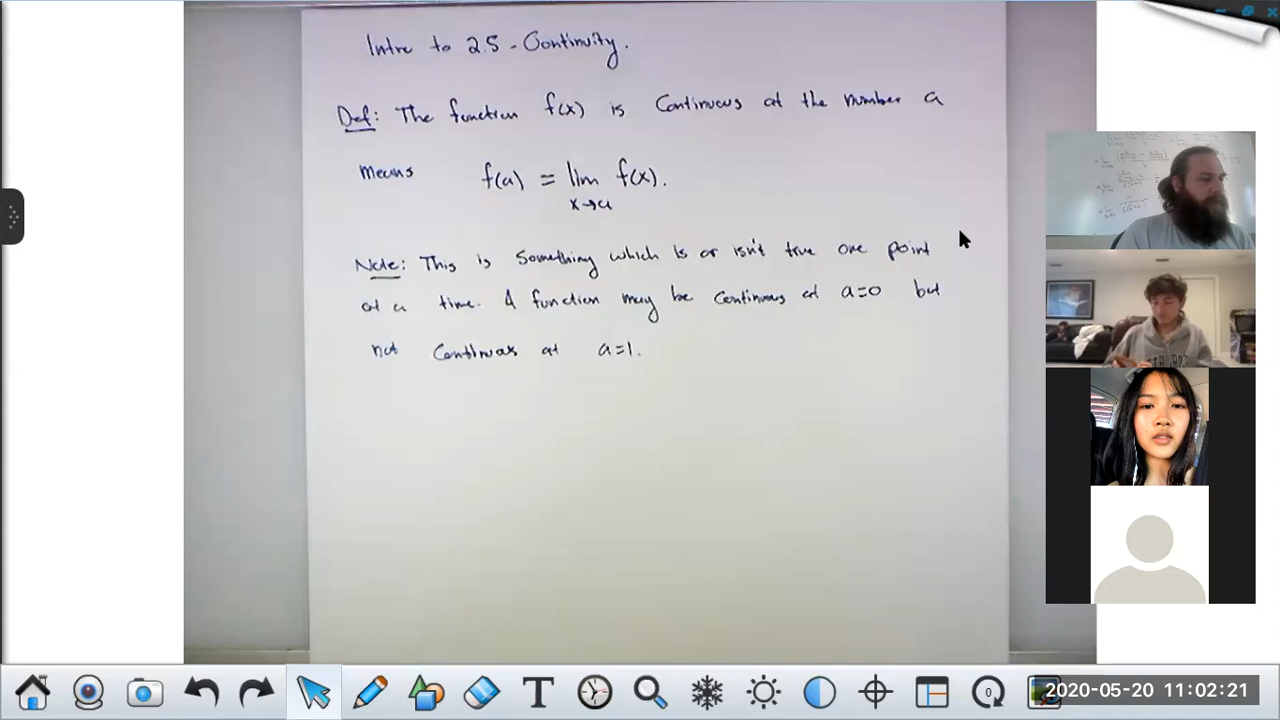 Intro to 2.5 - Continuity.
Def: The function f(x) is Continuous at the number a
means f(a) = lim f(x).
x→a
Note: This is something which is or isn't true one point
at a time. A function may be continuous at a=0 but
not continuous at a=1.
T
0
2020-05-20 11:02:21